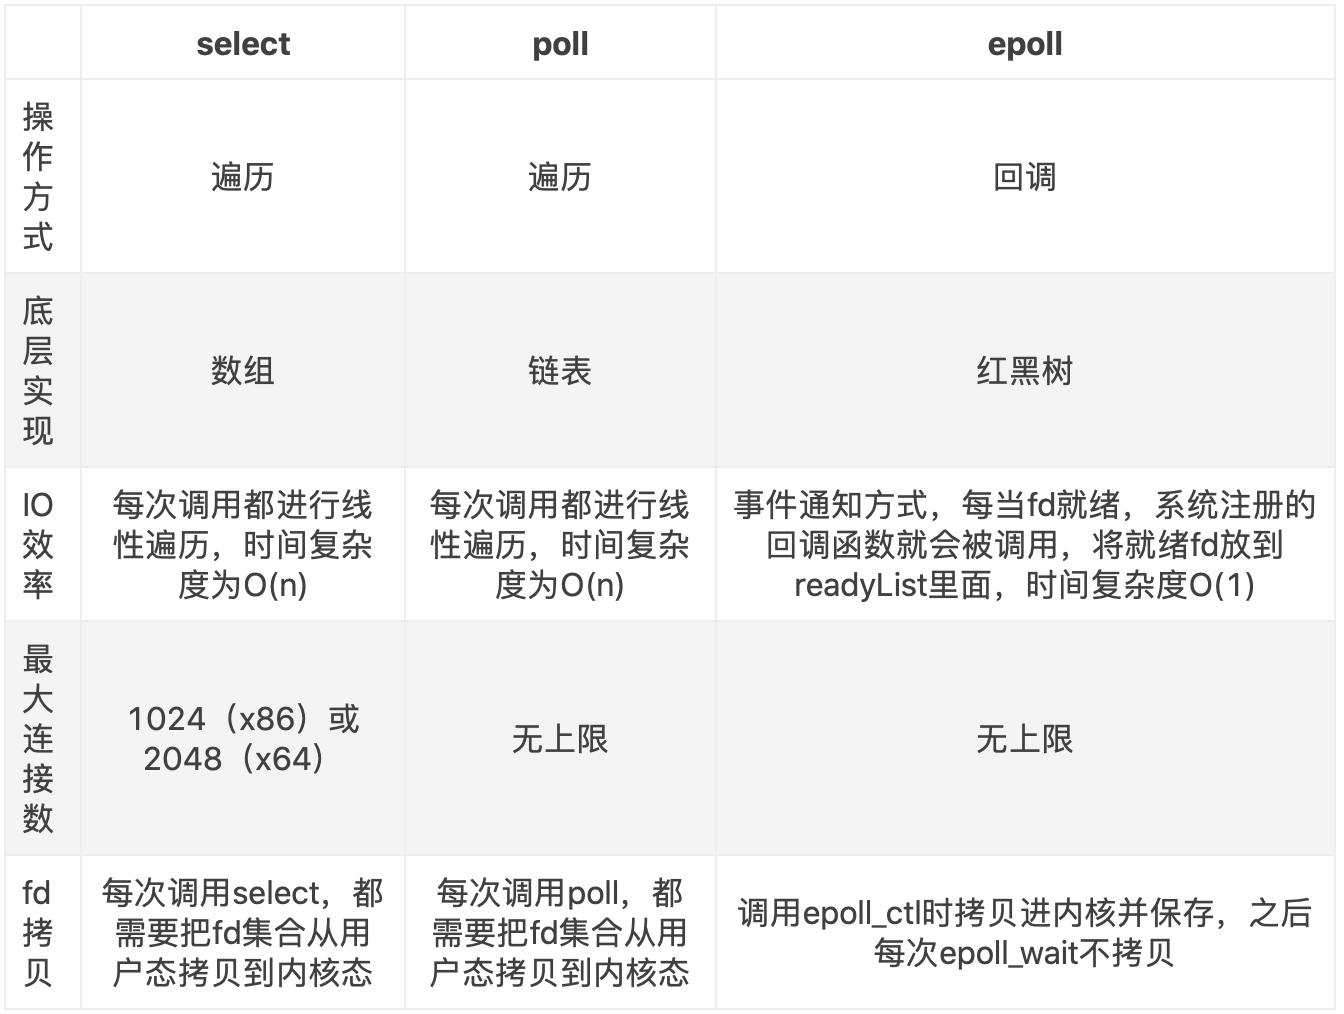 select
poll
epoll
操
作
方
式
遍历
遍历
回调
底
层
实
现
数组
链表
红黑树
IO
效
率
每次调用都进行线
性遍历，时间复杂
度为O(n)
每次调用都进行线
性遍历，时间复杂
度为O(n)
事件通知方式，每当fd就绪，系统注册的
回调函数就会被调用，将就绪fd放到
readyList里面，时间复杂度O(1)
最
大
连
接
数
1024（x86）或
2048（x64）
无上限
无上限
fd
拷
贝
每次调用select，都
需要把fd集合从用
户态拷贝到内核态
每次调用poll，都
需要把fd集合从用
户态拷贝到内核态
调用epoll_ctl时拷贝进内核并保存，之后
每次epoll_wait不拷贝